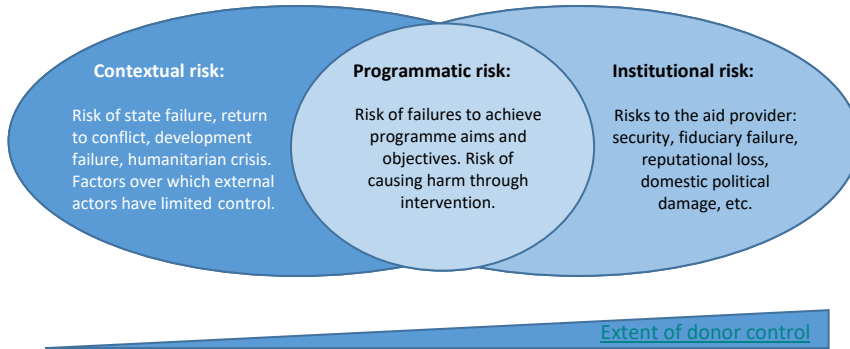 Contextual risk:
Risk of state failure, return
to conflict, development
failure, humanitarian crisis.
Factors over which external
actors have limited control.
Programmatic risk:
Risk of failures to achieve
programme aims and
objectives. Risk of
causing harm through
intervention.
Institutional risk:
Risks to the aid provider:
security, fiduciary failure,
reputational loss,
domestic political
damage, etc.
Extent of donor control